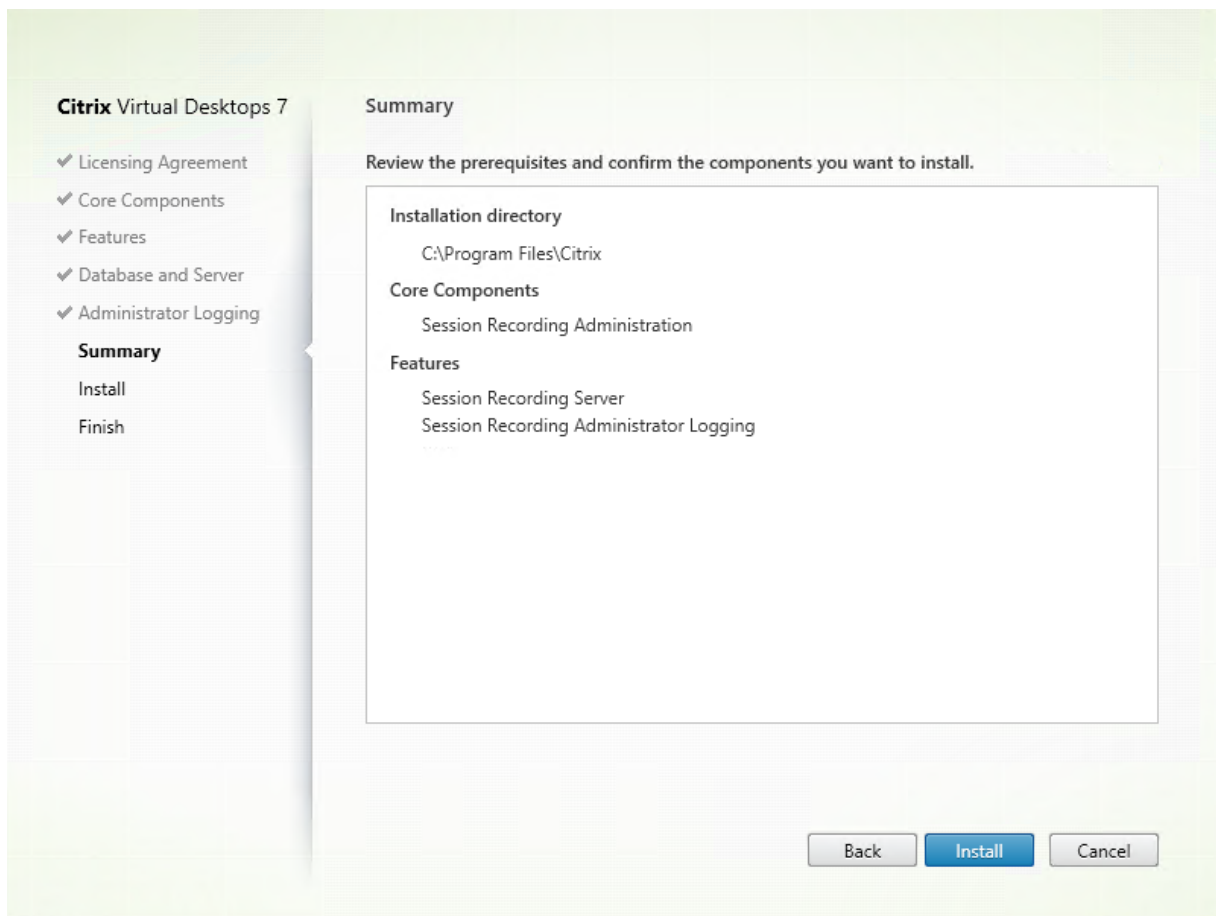 Citrix Virtual Desktops 7
Licensing Agreement
Core Components
Features
Database and Server
Administrator Logging
Summary
Install
Finish
Summary
Review the prerequisites and confirm the components you want to install.
Installation directory
C:\Program Files\Citrix
Core Components
Session Recording Administration
Features
Session Recording Server
Session Recording Administrator Logging
Back
Install
Cancel